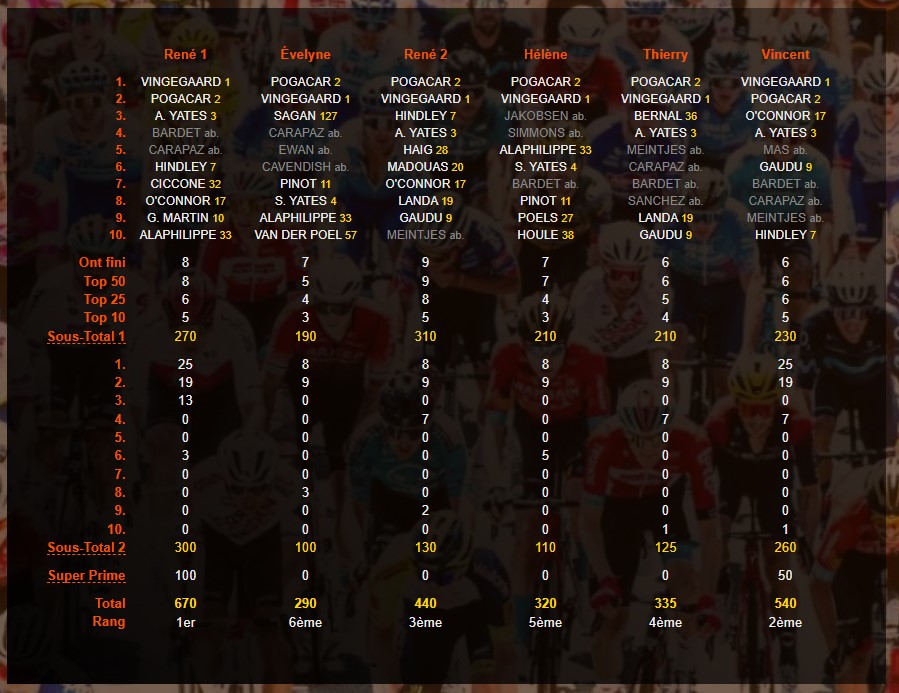 René 1 Évelyne René 2 Hélène Thierry Vincent
1. VINGEGAARD 1 POGACAR 2 POGACAR 2 POGACAR 2 POGACAR 2 VINGEGAARD 1
2. POGACAR 2 VINGEGAARD 1 VINGEGAARD 1 VINGEGAARD 1 VINGEGAARD 1 POGACAR 2
3. A. YATES 3 SAGAN 127 HINDLEY 7 JAKOBSEN ab. BERNAL 36 O'CONNOR 17
4. BARDET ab. CARAPAZ ab. A. YATES 3 SIMMONS ab. A. YATES 3 A. YATES 3
5. CARAPAZ ab. EWAN ab. HAIG 28 ALAPHILIPPE 33 MEINTJES ab. MAS ab.
6. HINDLEY 7 CAVENDISH ab. MADOUAS 20 S. YATES 4 CARAPAZ ab. GAUDU 9
7. CICCONE 32 PINOT 11 O'CONNOR 17 BARDET ab. BARDET ab. BARDET ab.
8. O'CONNOR 17 S. YATES 4 LANDA 19 PINOT 11 SANCHEZ ab. CARAPAZ ab.
9. G. MARTIN 10 ALAPHILIPPE 33 GAUDU 9 POELS 27 LANDA 19 MEINTJES ab.
10. ALAPHILIPPE 33 VAN DER POEL 57 MEINTJES ab. HOULE 38 GAUDU 9 HINDLEY 7
Ont fini 8 7 9 7 6 6
Top 50 8 5 9 7 6 6
Top 25 6 4 8 4 5 6
Top 10 5 3 5 3 4 5
Sous-Total 1 270 190 310 210 210 230
1. 25 8 8 8 8 25
2. 19 9 9 9 9 19
3. 13 0 0 0 0 0
4. 0 0 7 0 7 7
5. 0 0 0 0 0 0
6. 3 0 0 5 0 0
7. 0 0 0 0 0 0
8. 0 3 0 0 0 0
9. 0 0 2 0 0 0
10. 0 0 0 0 1 1
Sous-Total 2 300 100 130 110 125 260
Super Prime 100 0 0 0 0 50
Total 670 290 440 320 335 540
Rang 1er 6ème 3ème 5ème 4ème 2ème